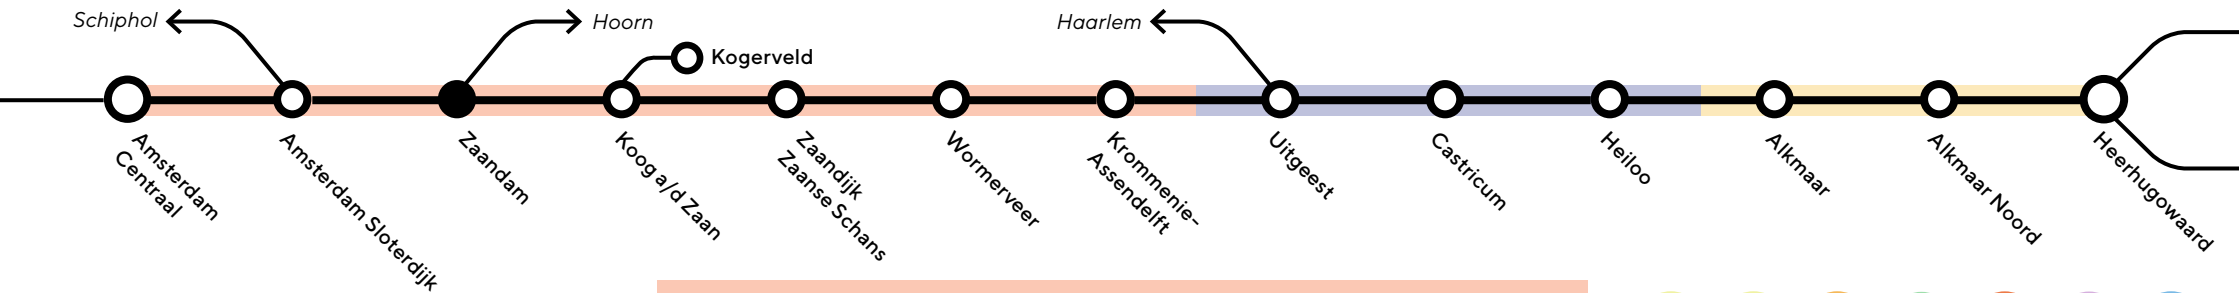 Schiphol
Hoorn
Haarlem
Kogerveld
Amsterdam
Centraal
Amsterdam Sloterdijk
Zaandam
Koog a/d Zaan
Zaandijk
Zaanse Schans
Wormerveer
Krommenie-
Assendelft
Uitgeest
Castricum
Heiloo
Alkmaar
Alkmaar Noord
Heerhugowaard